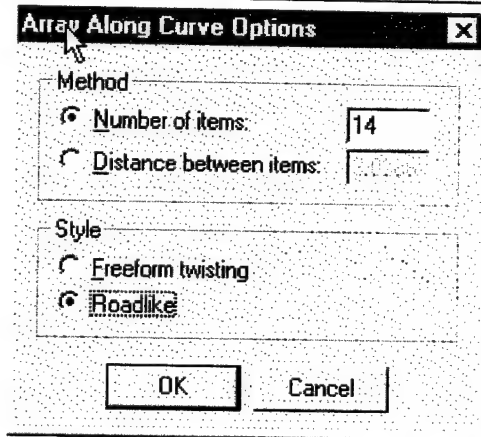 Array Along Curve Options
Method
Number of items: 14
Distance between items:
Style
Freeform twisting
Roadlike
OK Cancel